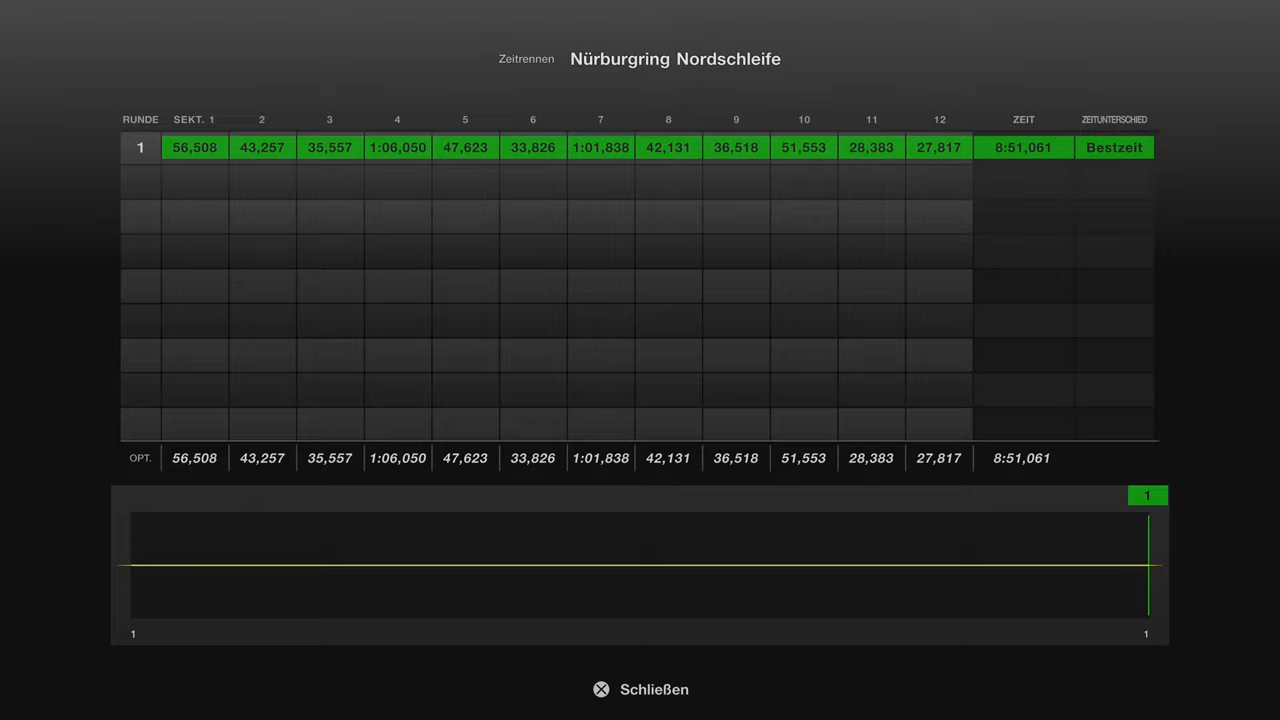 Zeitrennen Nürburgring Nordschleife
RUNDE SEKT. 1 2 3 4 5 6 7 8 9 10 11 12 ZEIT ZEITUNTERSCHIED
1 56,508 43,257 35,557 1:06,050 47,623 33,826 1:01,838 42,131 36,518 51,553 28,383 27,817 8:51,061 Bestzeit
OPT. 56,508 43,257 35,557 1:06,050 47,623 33,826 1:01,838 42,131 36,518 51,553 28,383 27,817 8:51,061
1
1 1
Schließen